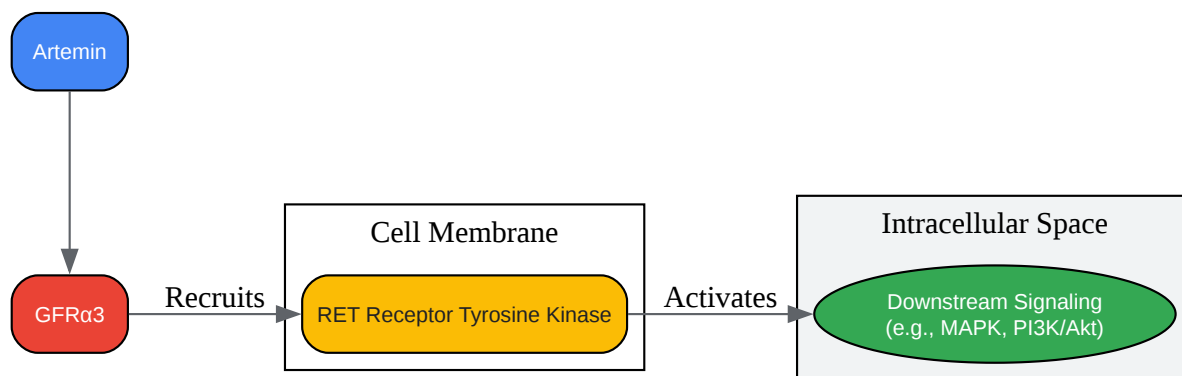 Artemin
GFRα3
Recruits
Cell Membrane
RET Receptor Tyrosine Kinase
Activates
Intracellular Space
Downstream Signaling
(e.g., MAPK, PI3K/Akt)